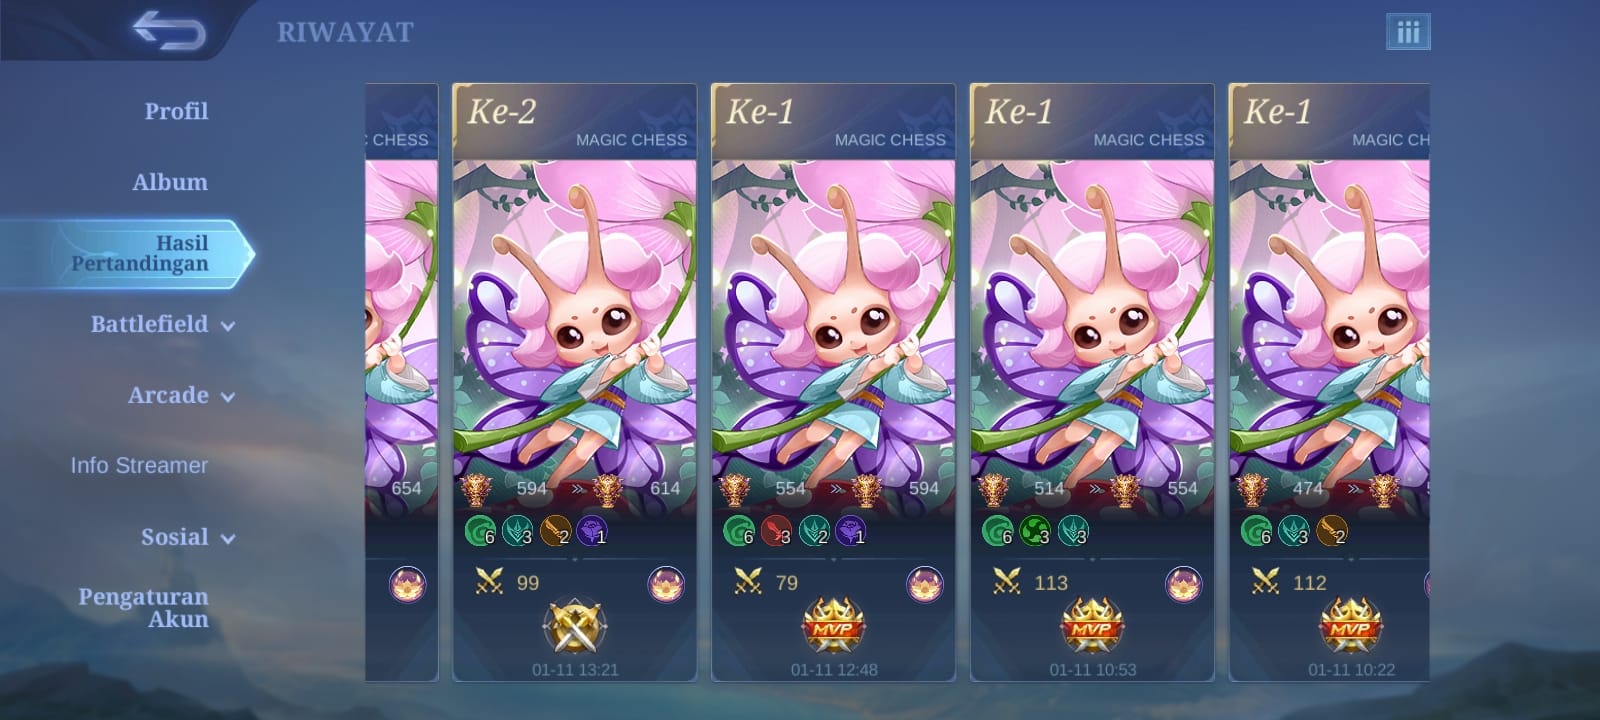 RIWAYAT
Profil
Album
Hasil
Pertandingan
Battlefield
Arcade
Info Streamer
Sosial
Pengaturan
Akun
CHESS
654
Ke-2
MAGIC CHESS
594 614
6 3 2 1
99
01-11 13:21
Ke-1
MAGIC CHESS
554 594
6 3 2 1
79
MVP
01-11 12:48
Ke-1
MAGIC CHESS
514 554
6 3 3
113
MVP
01-11 10:53
Ke-1
MAGIC CH
474
6 3 2
112
MVP
01-11 10:22